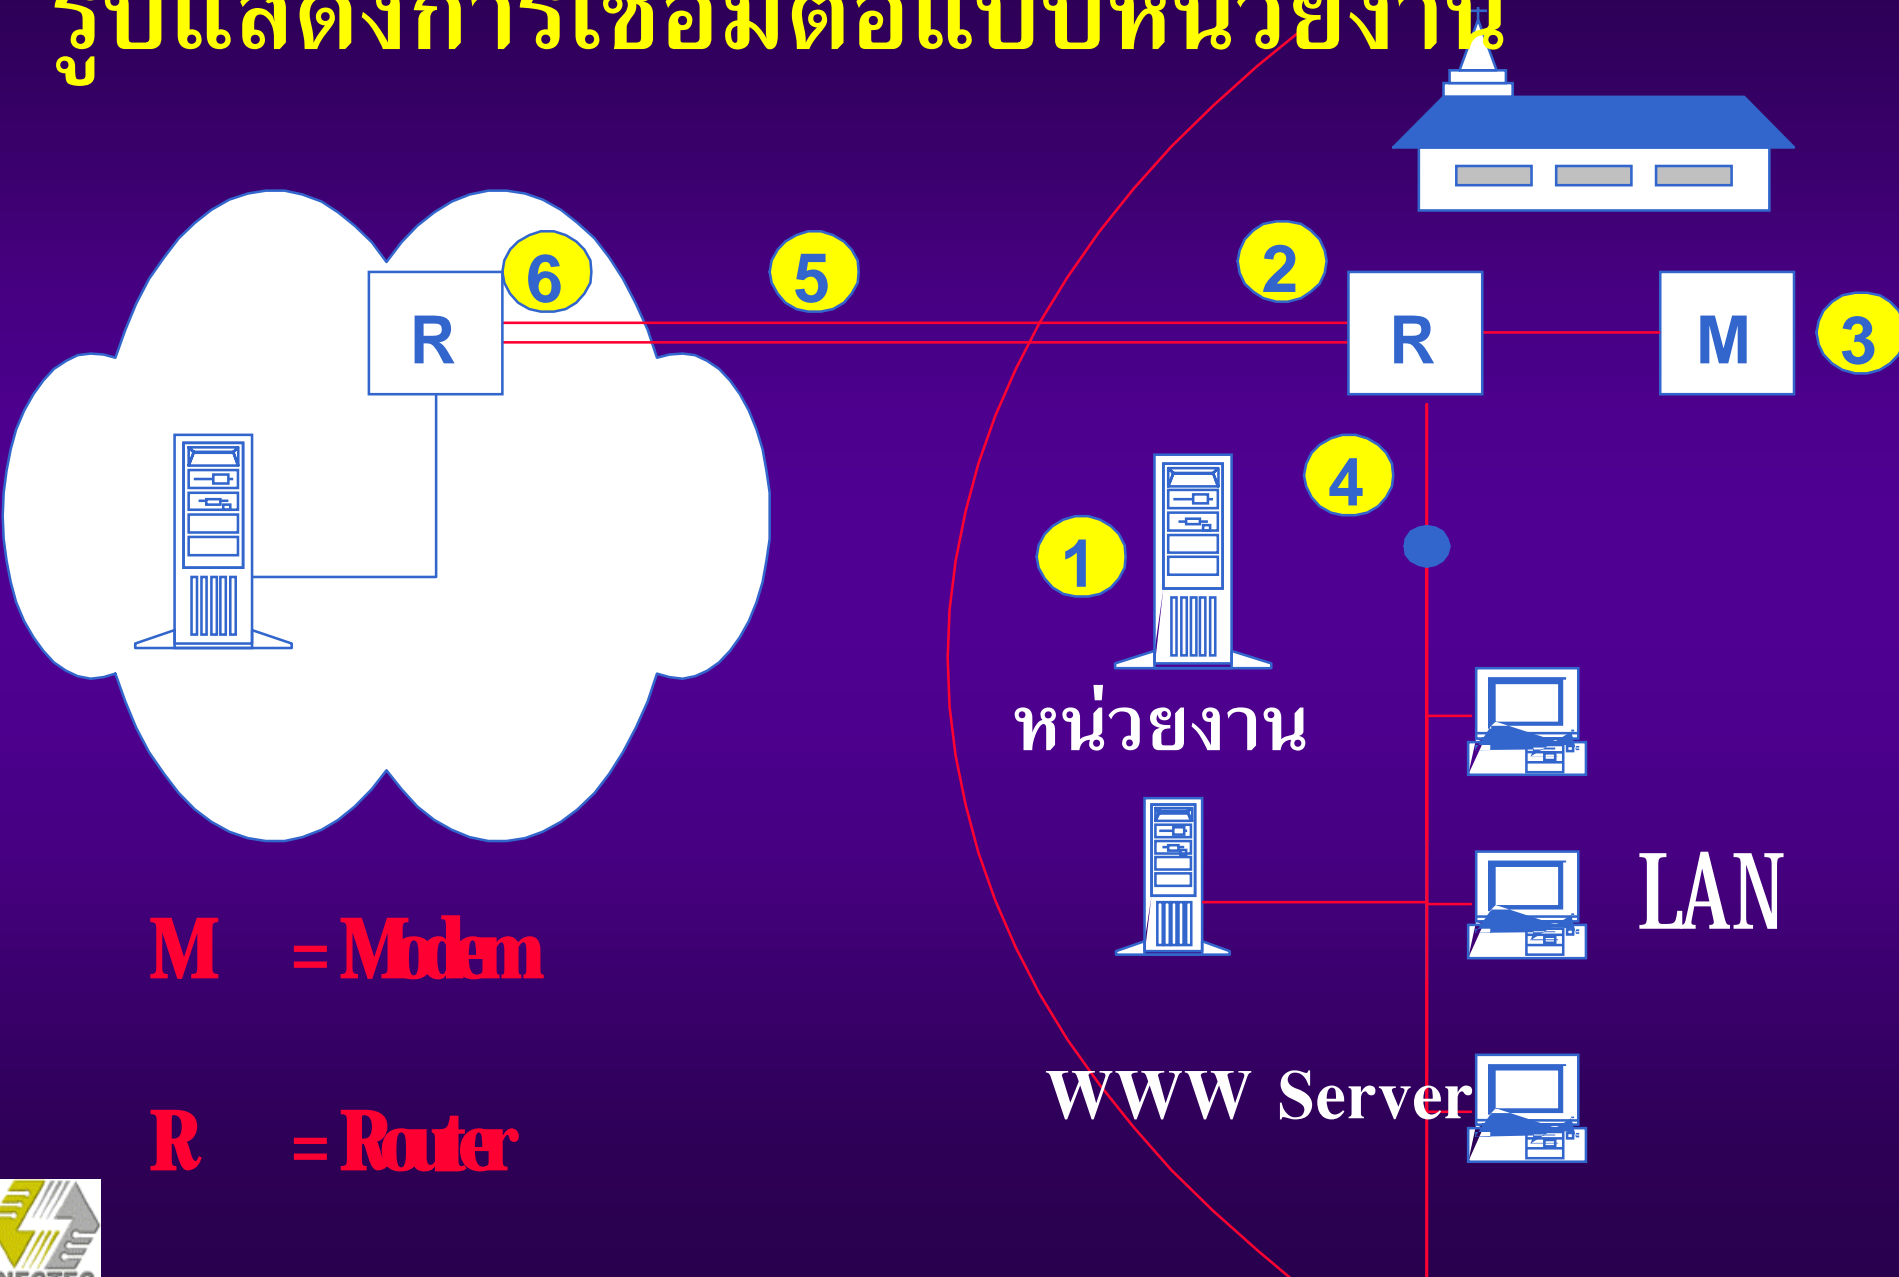 รูปแสดงการเชื่อมต่อแบบหน่วยงาน
6
5
2
R
R
M
3
4
1
หน่วยงาน
LAN
M = Modem
WWW Server
R = Router